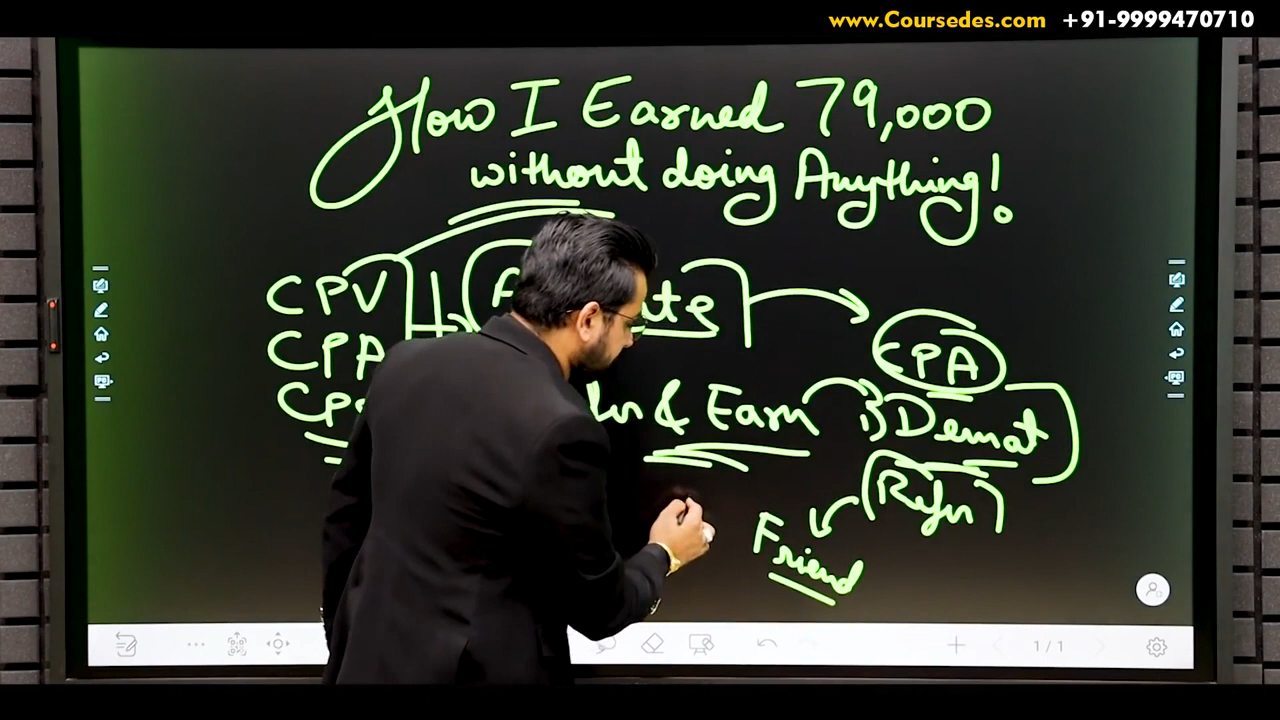 www.Coursedes.com +91-9999470710
How I Earned 79,000
without doing Anything!
CPV
CPA
CPA
& Earn
1) Demat
Refer
Friend
1/1